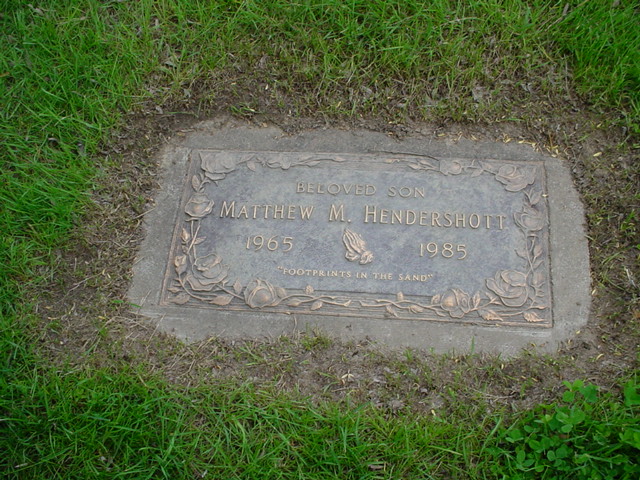 BELOVED SON
MATTHEW M. HENDERSHOTT
1965 1985
"FOOTPRINTS IN THE SAND"